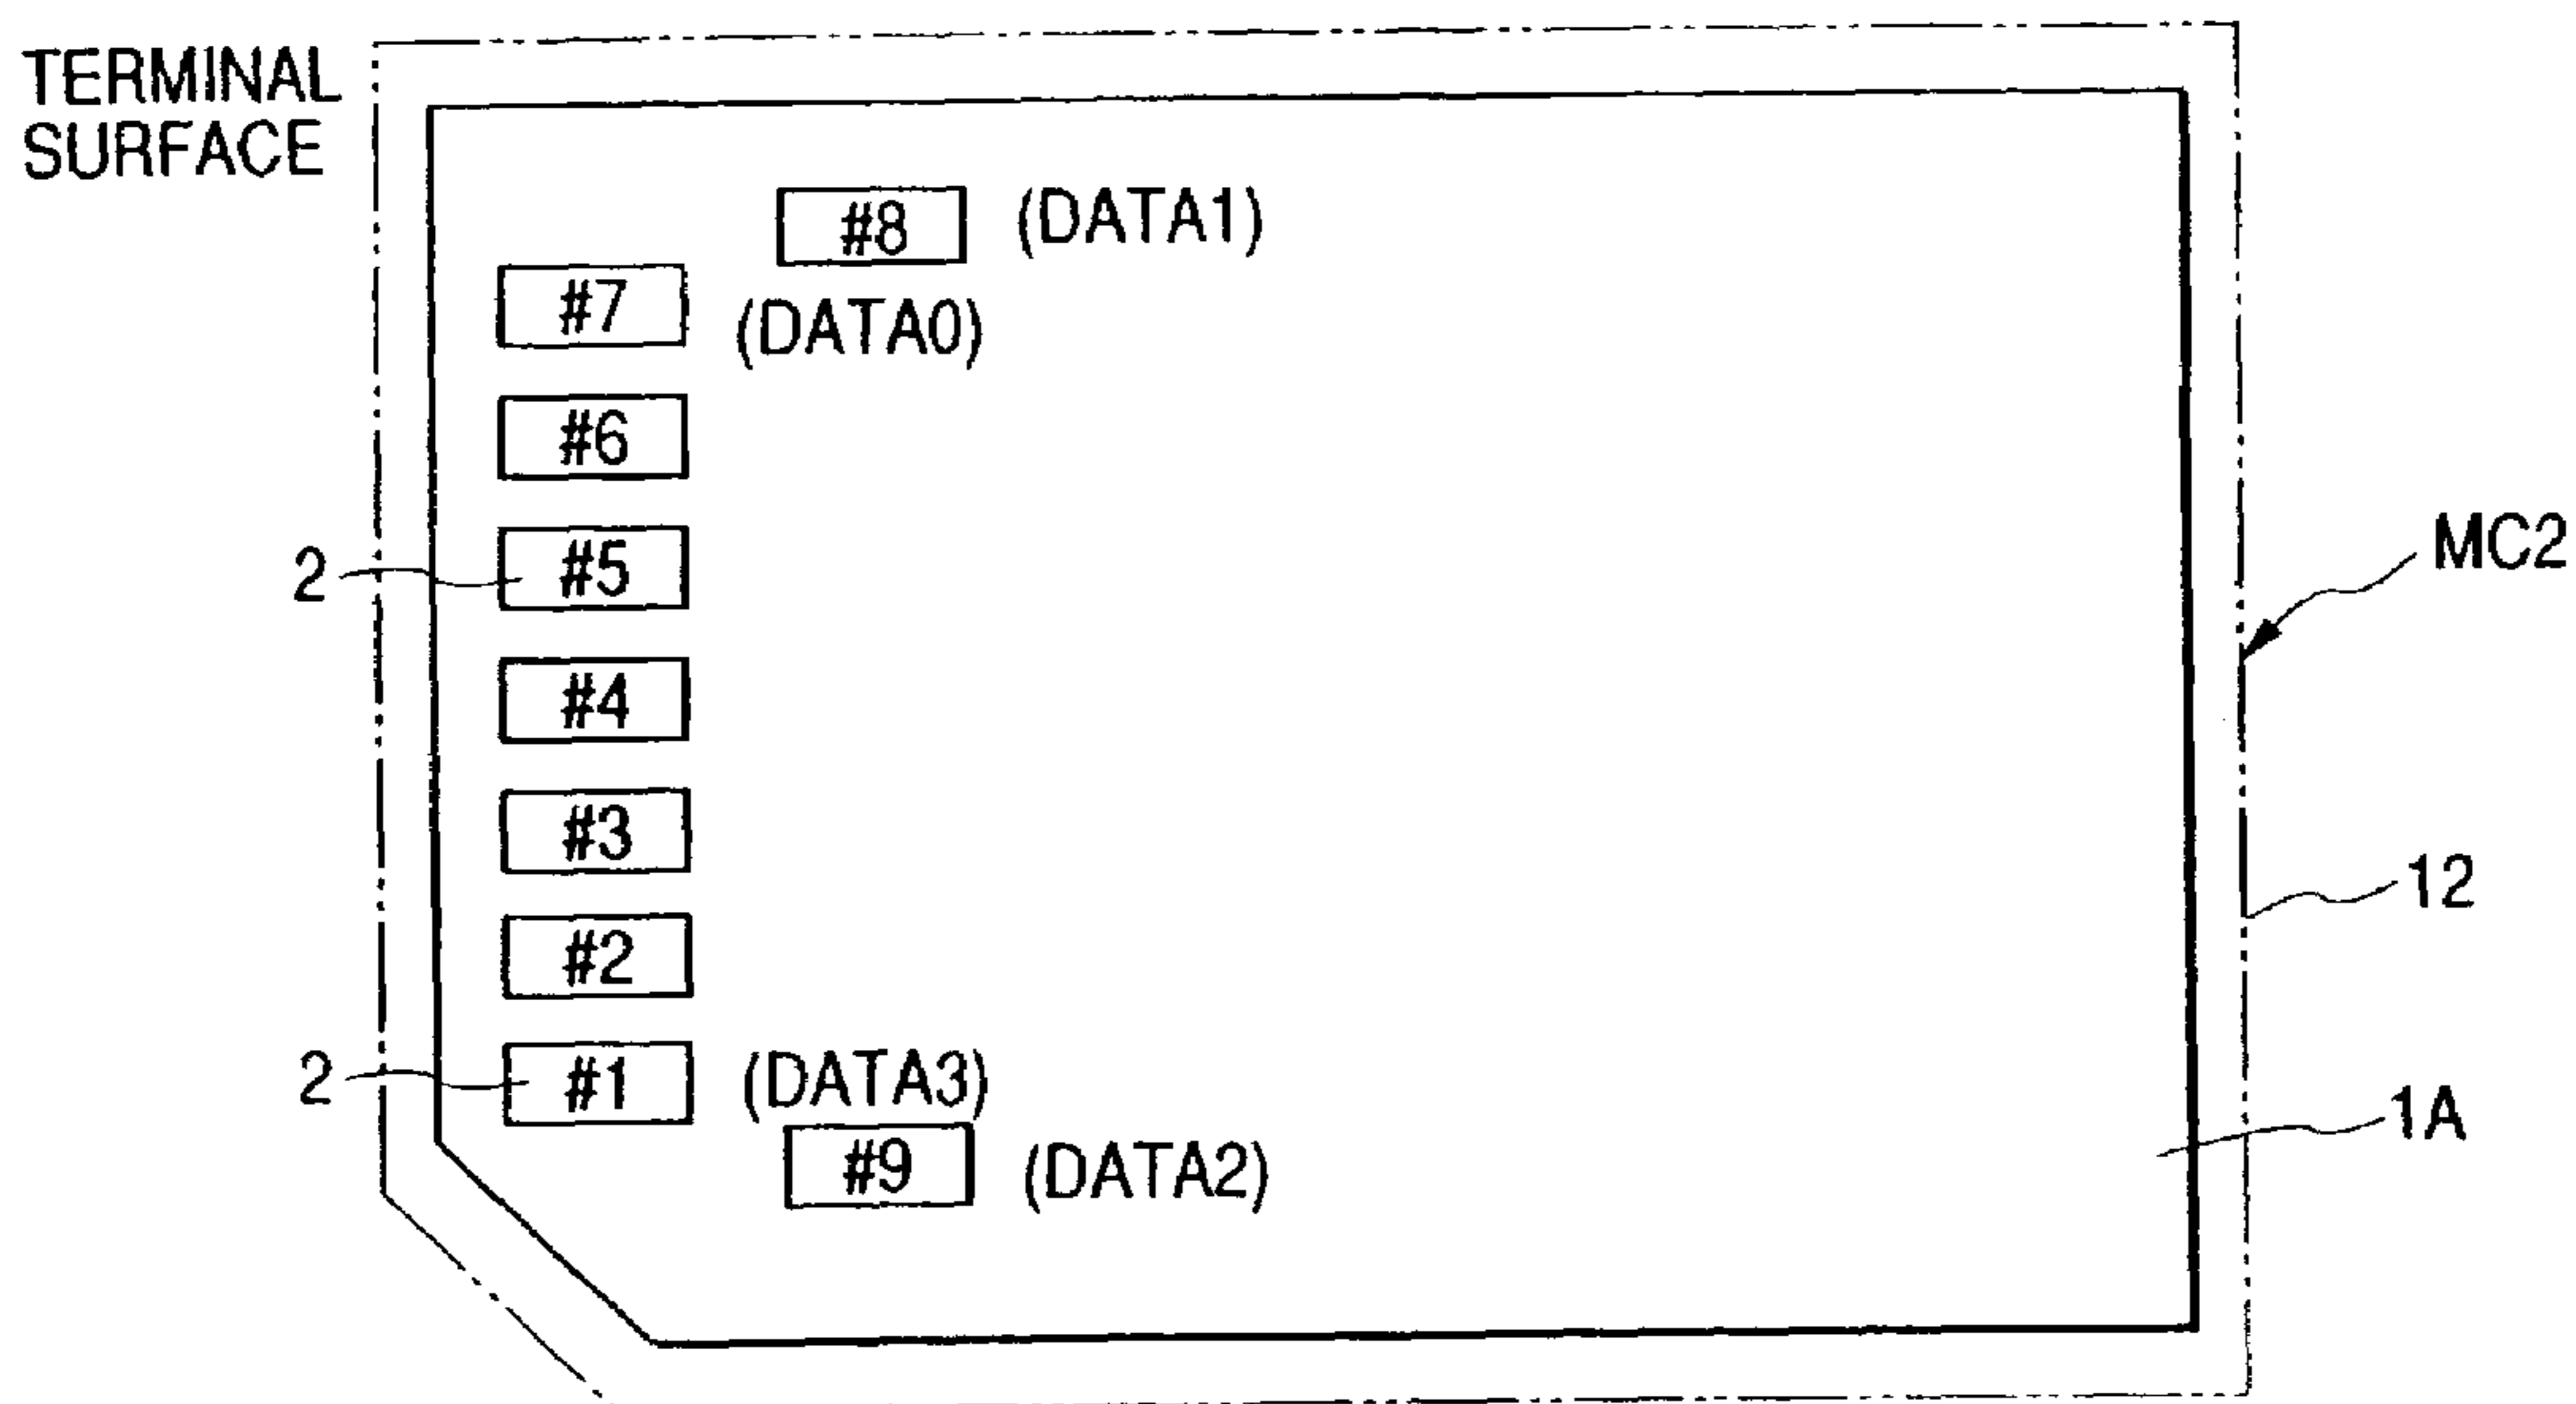 TERMINAL
SURFACE
#8 (DATA1)
#7
(DATA0)
#6
2 #5
MC2
#4
#3
12
#2
2 #1 (DATA3)
1A
#9 (DATA2)